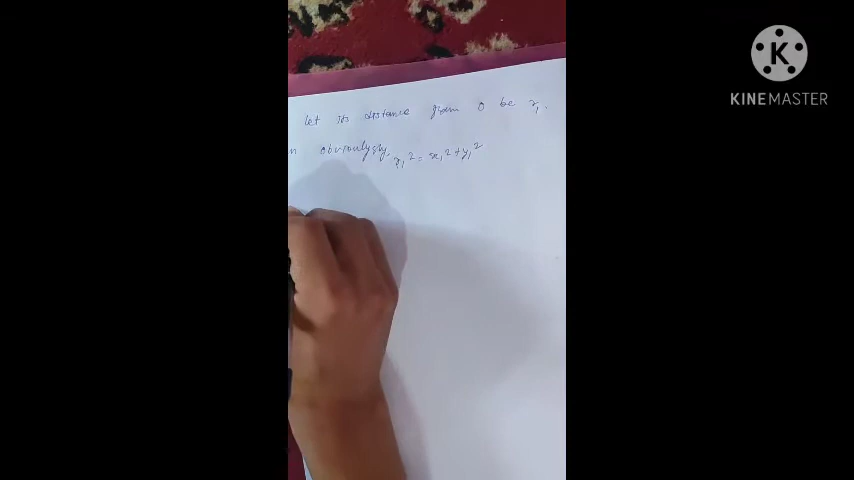 let its distance from O be r₁.
n obviously, r₁² = x₁² + y₁²
KINEMASTER